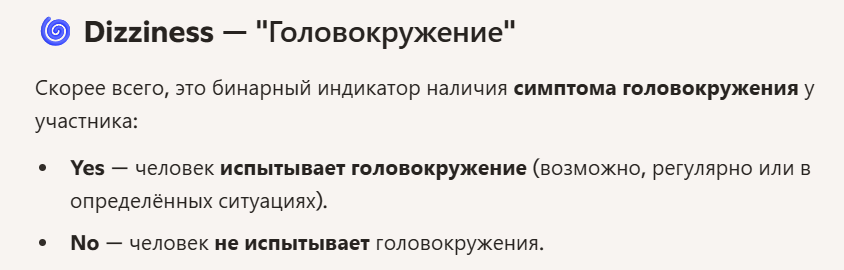 🌀 Dizziness — "Головокружение"
Скорее всего, это бинарный индикатор наличия симптома головокружения у
участника:
• Yes — человек испытывает головокружение (возможно, регулярно или в
определённых ситуациях).
• No — человек не испытывает головокружения.